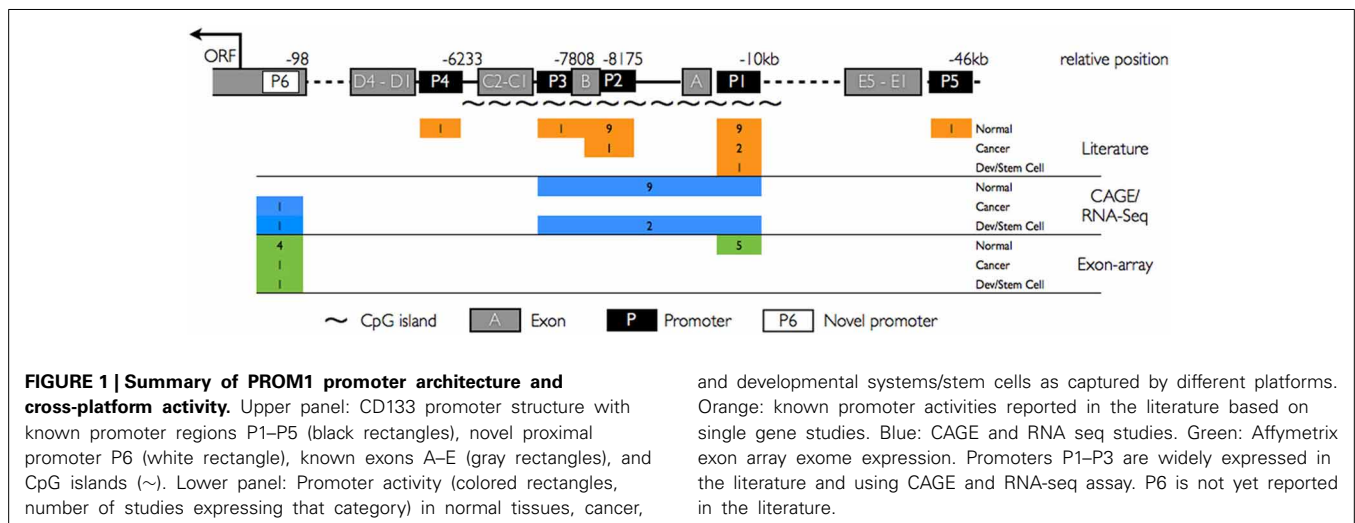 ORF -98 -6233 -7808 -8175 -10kb -46kb relative position
P6 D4 - D1 P4 C2-C1 P3 B P2 A P1 E5 - E1 P5
1 1 9 9 1 Normal
1 2 Cancer Literature
1 Dev/Stem Cell
9 Normal
1 Cancer CAGE/
RNA-Seq
1 2 Dev/Stem Cell
4 5 Normal
1 Cancer Exon-array
1 Dev/Stem Cell
~ CpG island A Exon P Promoter P6 Novel promoter
FIGURE 1 | Summary of PROM1 promoter architecture and
cross-platform activity. Upper panel: CD133 promoter structure with
known promoter regions P1–P5 (black rectangles), novel proximal
promoter P6 (white rectangle), known exons A–E (gray rectangles), and
CpG islands (∼). Lower panel: Promoter activity (colored rectangles,
number of studies expressing that category) in normal tissues, cancer,
and developmental systems/stem cells as captured by different platforms.
Orange: known promoter activities reported in the literature based on
single gene studies. Blue: CAGE and RNA seq studies. Green: Affymetrix
exon array exome expression. Promoters P1–P3 are widely expressed in
the literature and using CAGE and RNA-seq assay. P6 is not yet reported
in the literature.